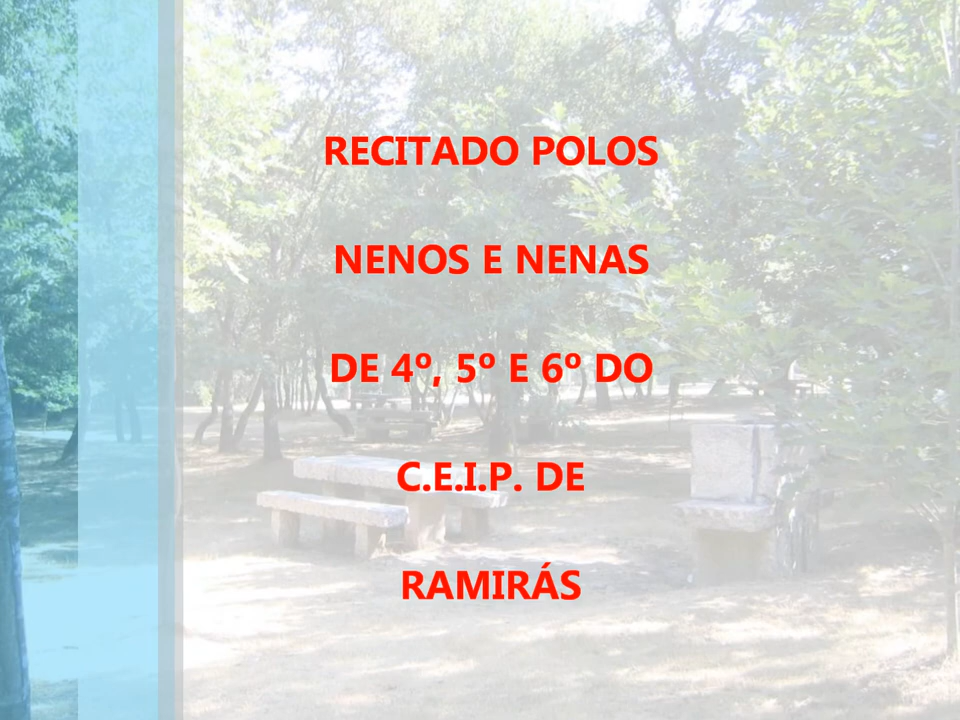 RECITADO POLOS
NENOS E NENAS
DE 4º, 5º E 6º DO
C.E.I.P. DE
RAMIRÁS